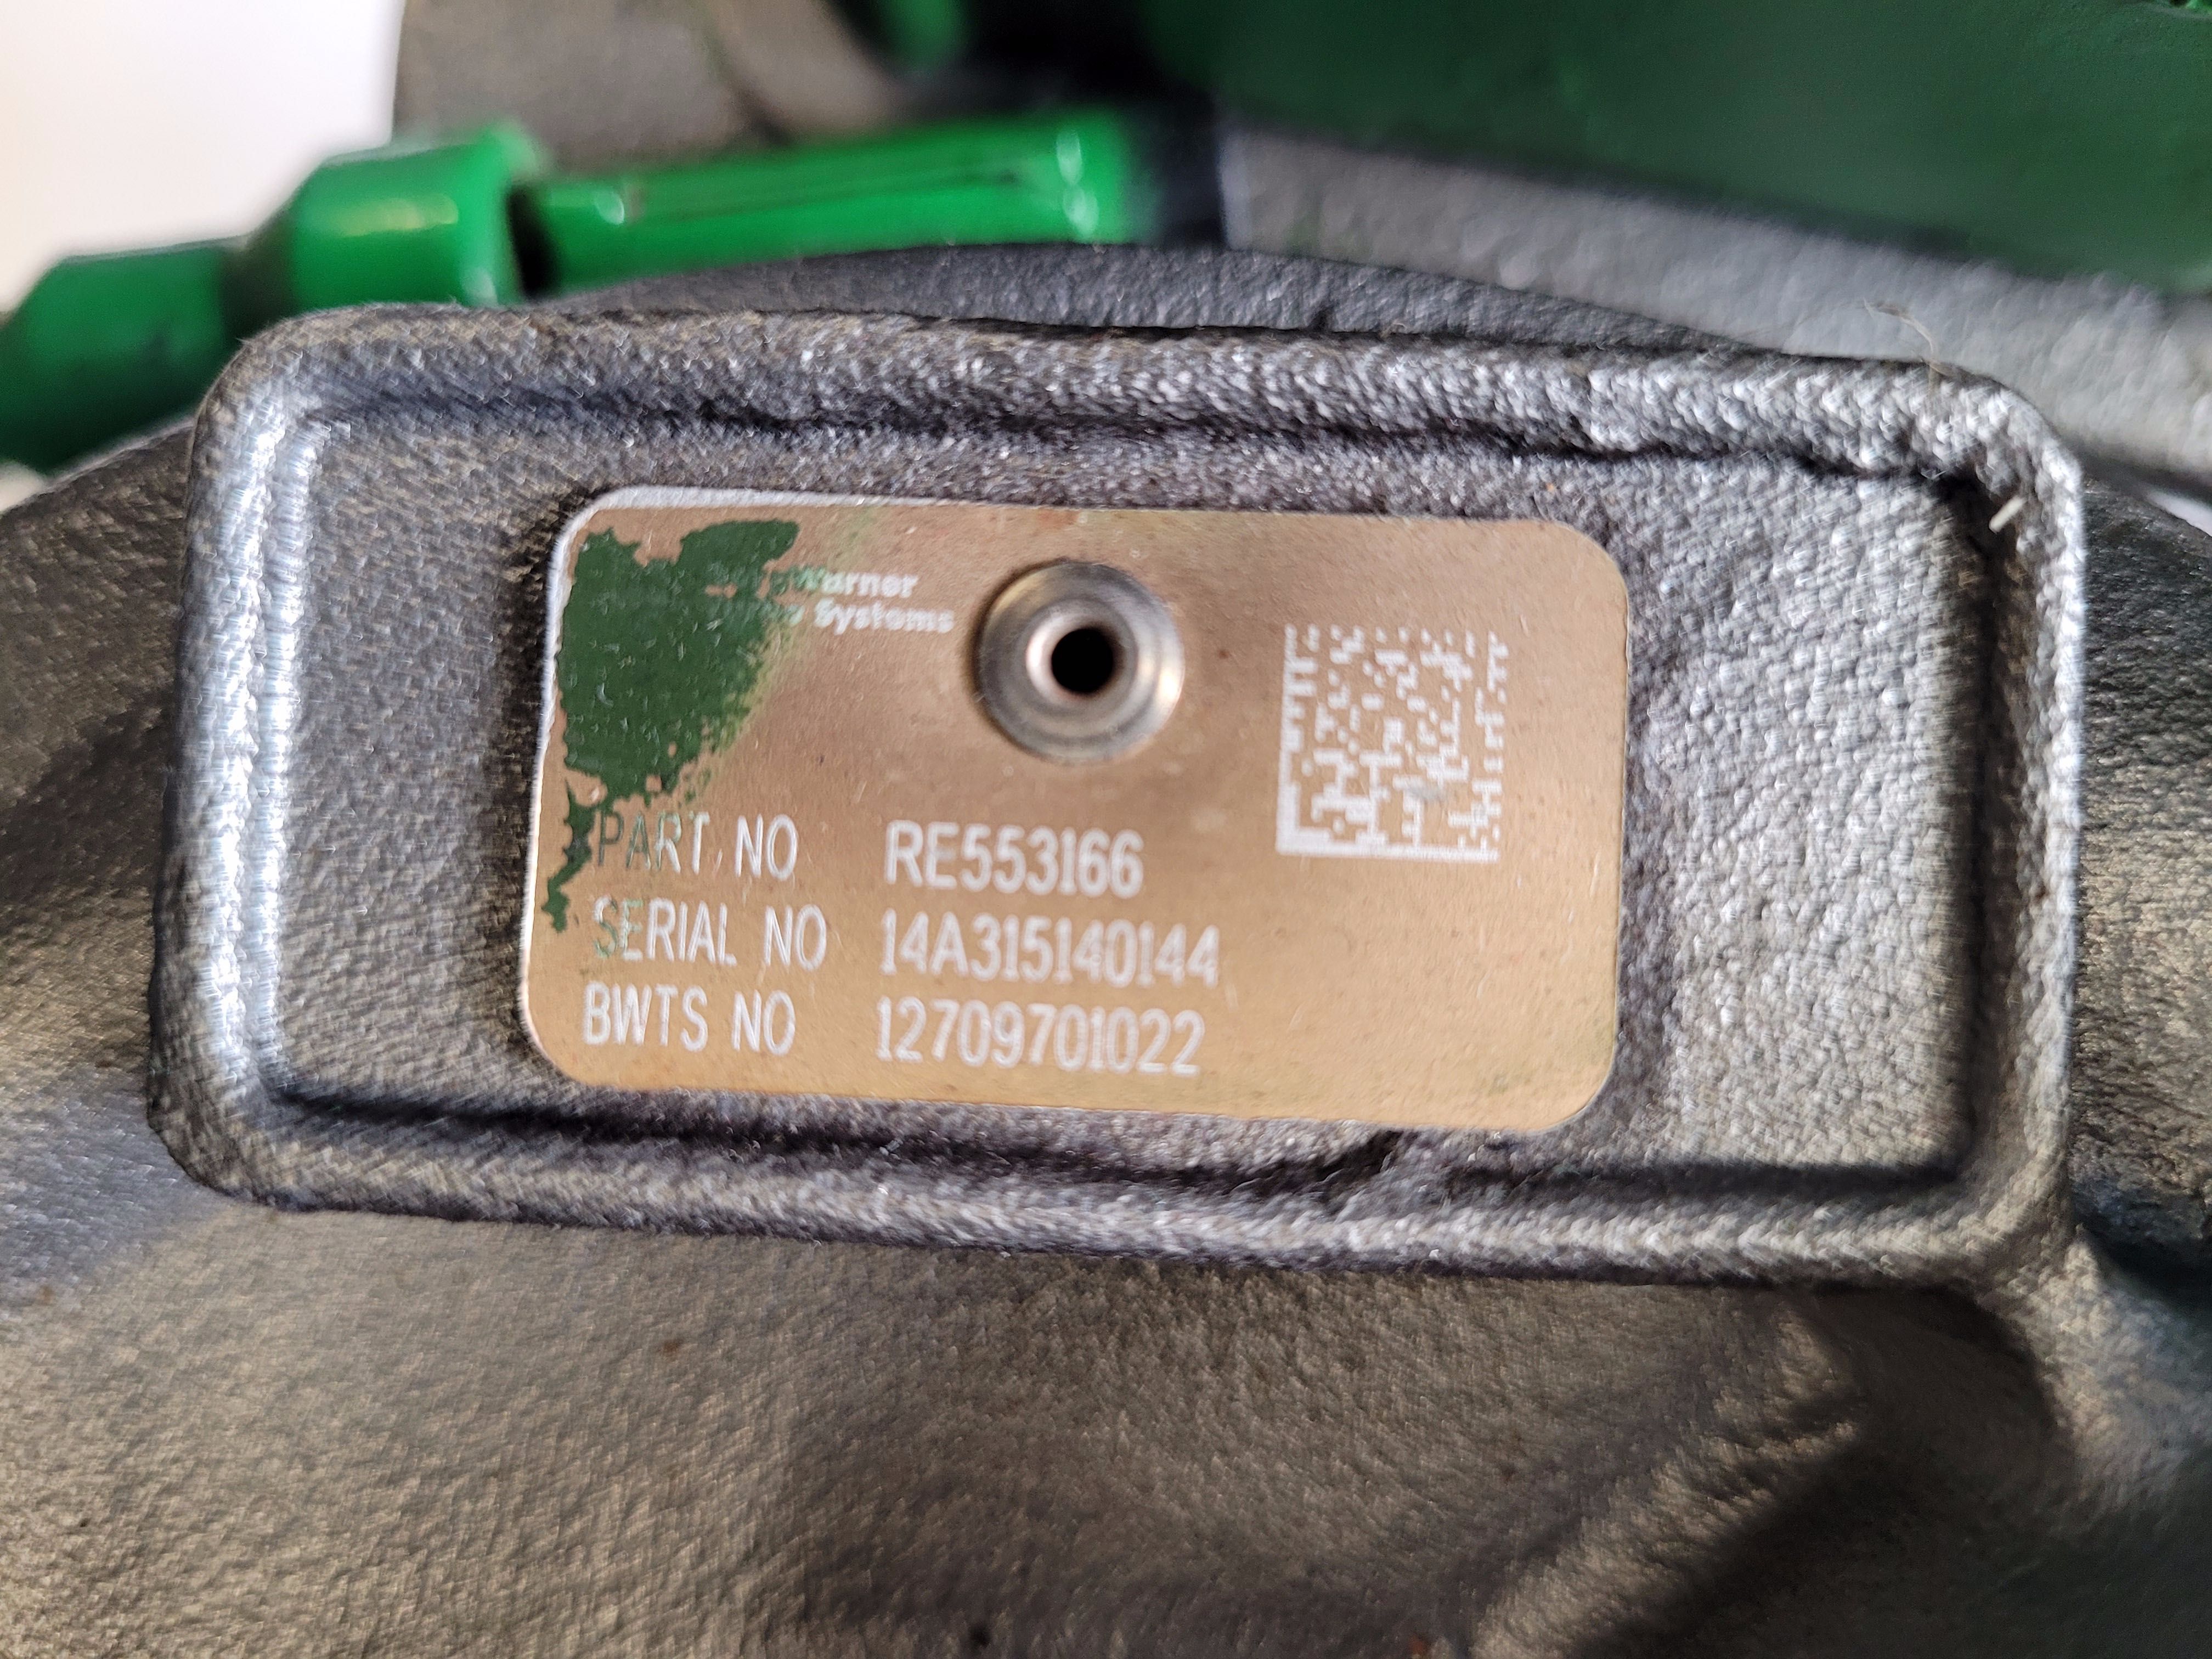 Warner
Systems
PART NO RE553166
SERIAL NO 14A315140144
BWTS NO 12709701022